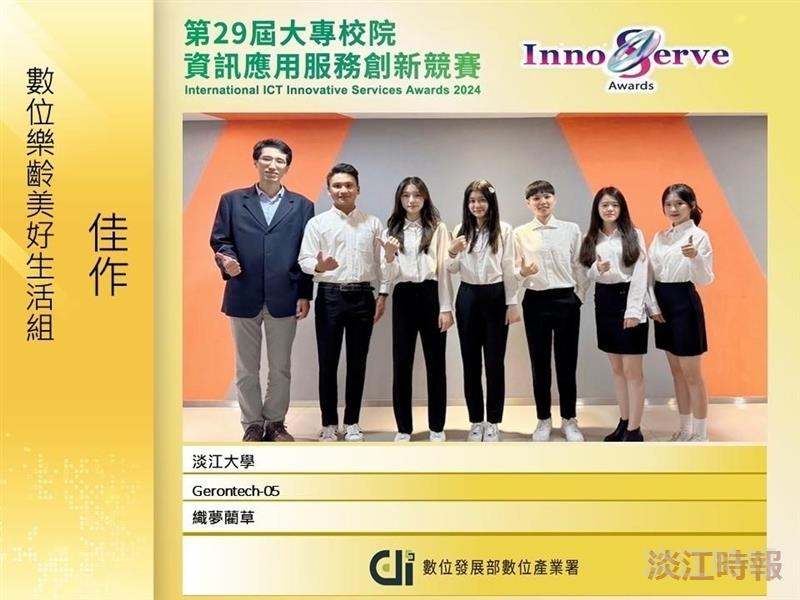 第29屆大專校院
資訊應用服務創新競賽
International ICT Innovative Services Awards 2024
InnoServe
Awards
數位樂齡美好生活組
佳作
淡江大學
Gerontech-05
織夢藺草
數位發展部數位產業署
淡江時報